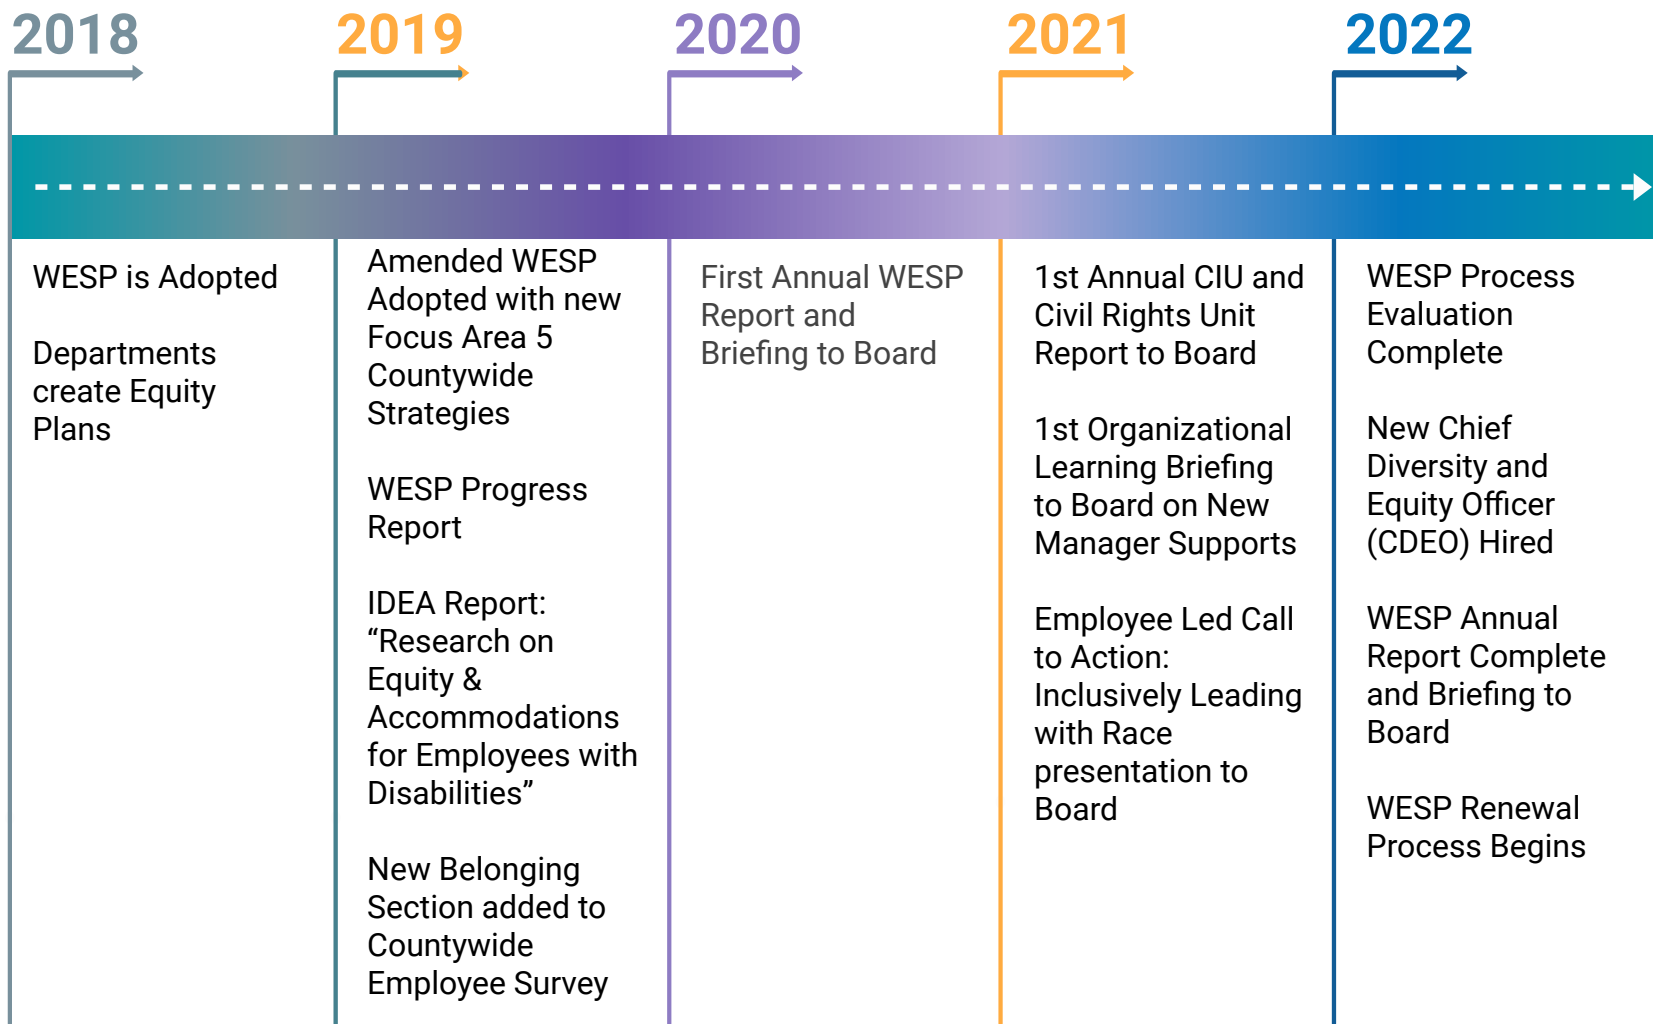 2018
WESP is Adopted
Departments
create Equity
Plans
2019
Amended WESP
Adopted with new
Focus Area 5
Countywide
Strategies
WESP Progress
Report
IDEA Report:
“Research on
Equity &
Accommodations
for Employees with
Disabilities”
New Belonging
Section added to
Countywide
Employee Survey
2020
First Annual WESP
Report and
Briefing to Board
2021
1st Annual CIU and
Civil Rights Unit
Report to Board
1st Organizational
Learning Briefing
to Board on New
Manager Supports
Employee Led Call
to Action:
Inclusively Leading
with Race
presentation to
Board
2022
WESP Process
Evaluation
Complete
New Chief
Diversity and
Equity Officer
(CDEO) Hired
WESP Annual
Report Complete
and Briefing to
Board
WESP Renewal
Process Begins